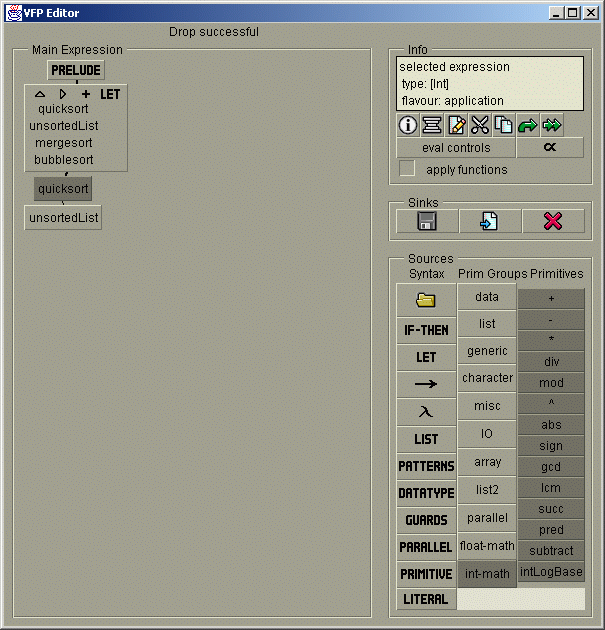 VFP Editor
Drop successful
Main Expression
PRELUDE
+ LET
quicksort
unsortedList
mergesort
bubblesort
quicksort
unsortedList
Info
selected expression
type: [Int]
flavour: application
eval controls
α
apply functions
Sinks
Sources
Syntax
IF-THEN
LET
→
λ
LIST
PATTERNS
DATATYPE
GUARDS
PARALLEL
PRIMITIVE
LITERAL
Prim Groups
data
list
generic
character
misc
IO
array
list2
parallel
float-math
int-math
Primitives
+
-
*
div
mod
^
abs
sign
gcd
lcm
succ
pred
subtract
intLogBase